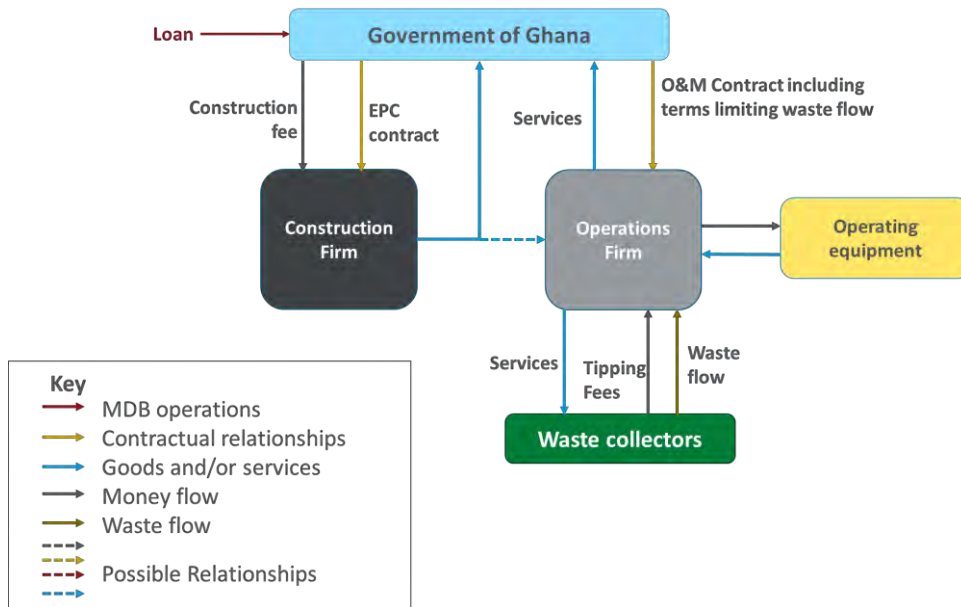 Loan
Government of Ghana
Construction
fee
EPC
contract
Services
O&M Contract including
terms limiting waste flow
Construction
Firm
Operations
Firm
Operating
equipment
Services
Tipping
Fees
Waste
flow
Waste collectors
Key
MDB operations
Contractual relationships
Goods and/or services
Money flow
Waste flow
Possible Relationships